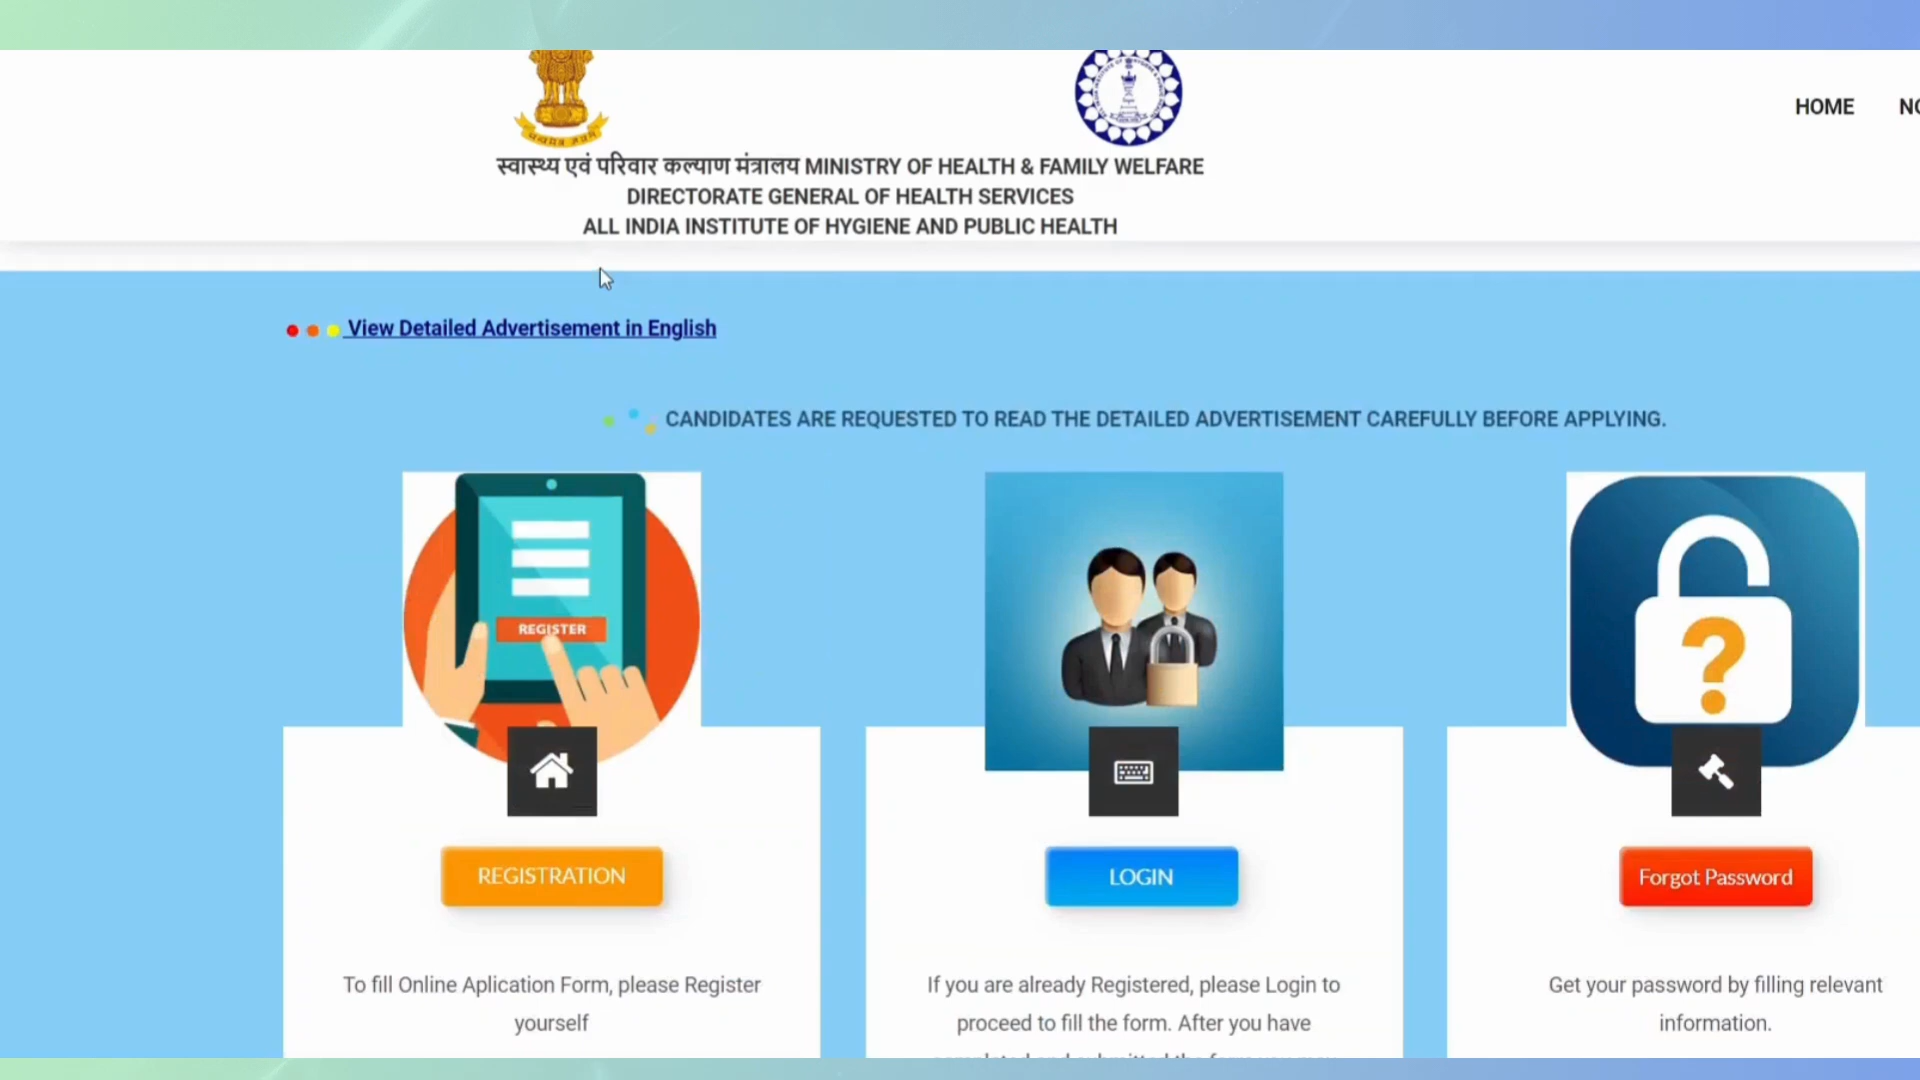 HOME
स्वास्थ्य एवं परिवार कल्याण मंत्रालय MINISTRY OF HEALTH & FAMILY WELFARE
DIRECTORATE GENERAL OF HEALTH SERVICES
ALL INDIA INSTITUTE OF HYGIENE AND PUBLIC HEALTH
View Detailed Advertisement in English
CANDIDATES ARE REQUESTED TO READ THE DETAILED ADVERTISEMENT CAREFULLY BEFORE APPLYING.
REGISTER
REGISTRATION
To fill Online Aplication Form, please Register
yourself
LOGIN
If you are already Registered, please Login to
proceed to fill the form. After you have
Forgot Password
Get your password by filling relevant
information.